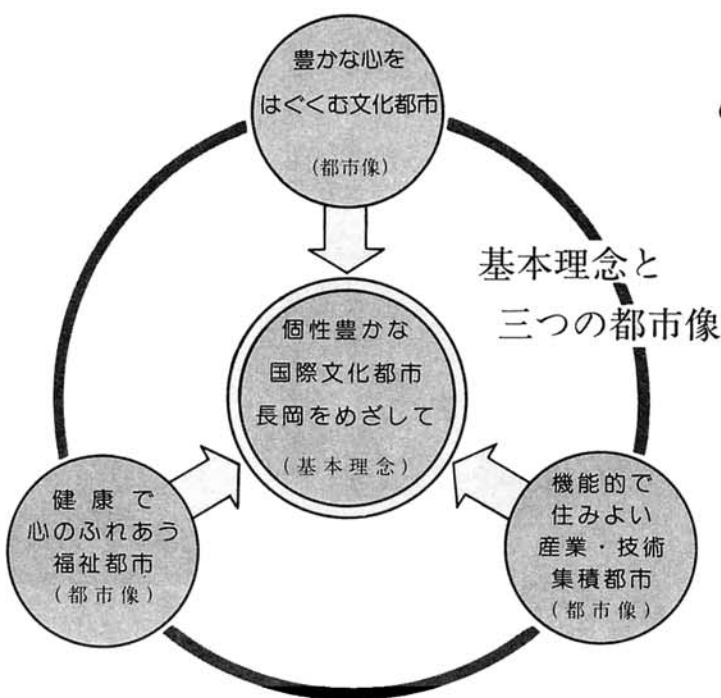 豊かな心を
はぐくむ文化都市
(都市像)
基本理念と
三つの都市像
個性豊かな
国際文化都市
長岡をめざして
(基本理念)
健康で
心のふれあう
福祉都市
(都市像)
機能的で
住みよい
産業・技術
集積都市
(都市像)